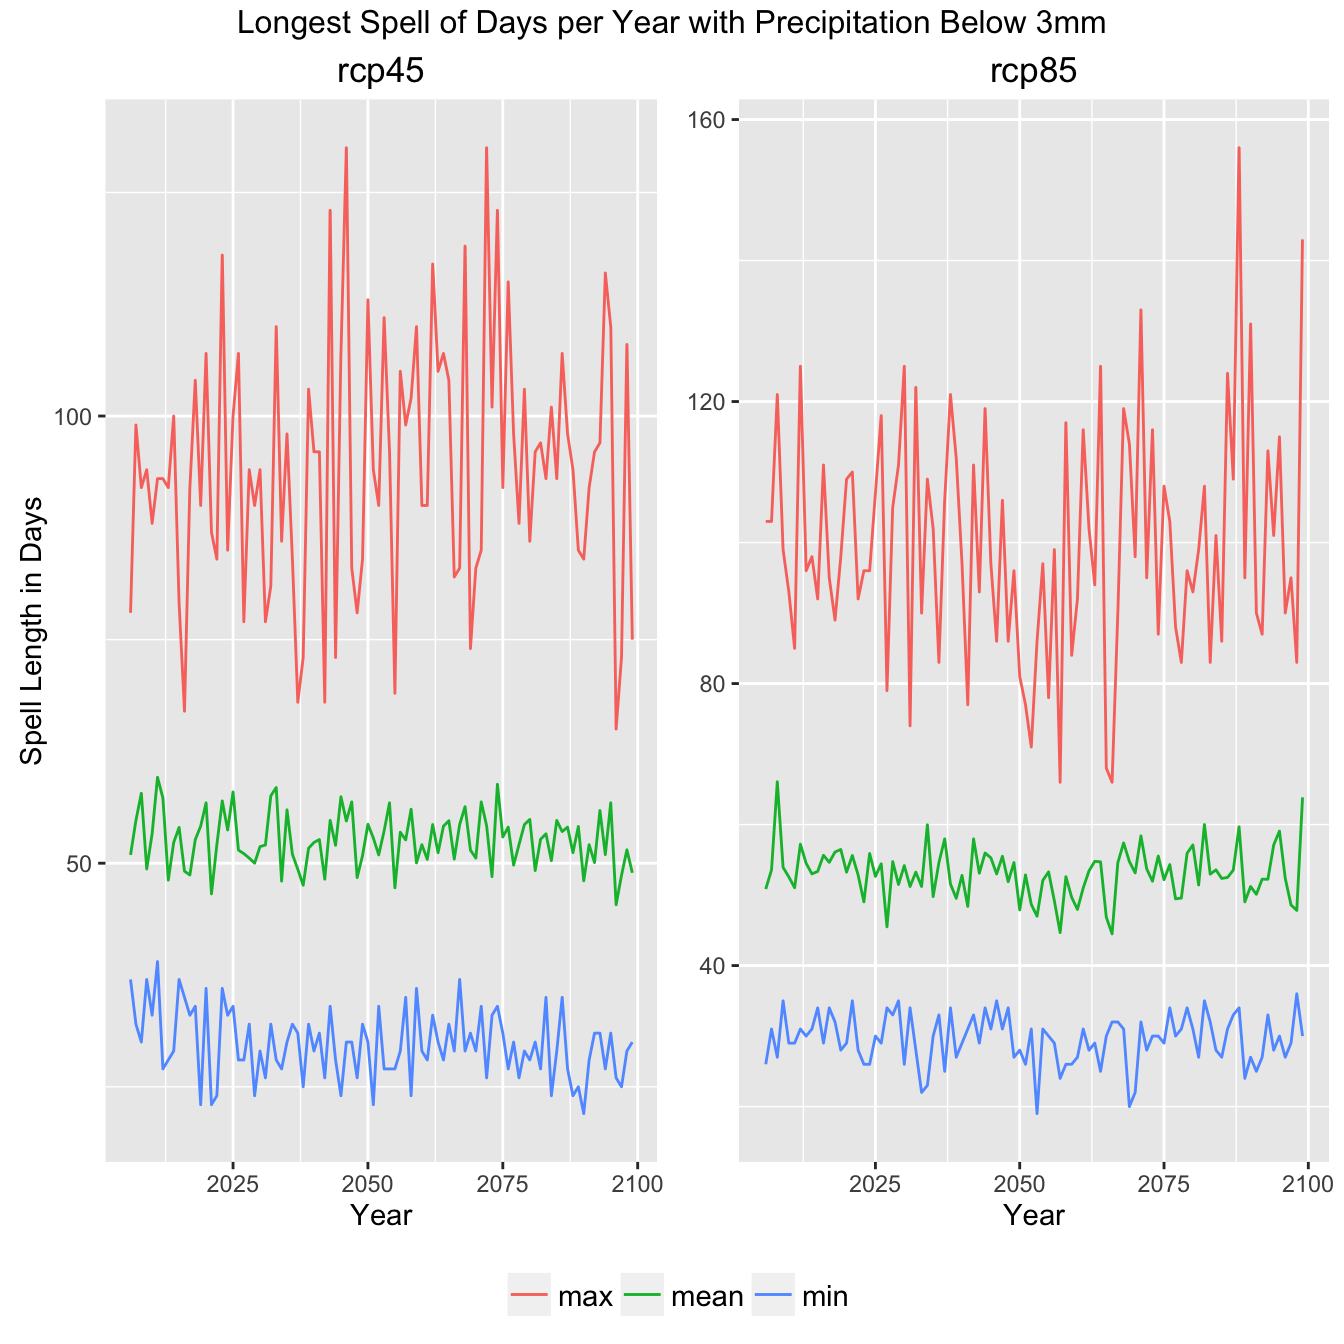 Longest Spell of Days per Year with Precipitation Below 3mm
rcp45
rcp85
Spell Length in Days
100
50
160
120
80
40
2025 2050 2075 2100
2025 2050 2075 2100
Year
Year
max mean min